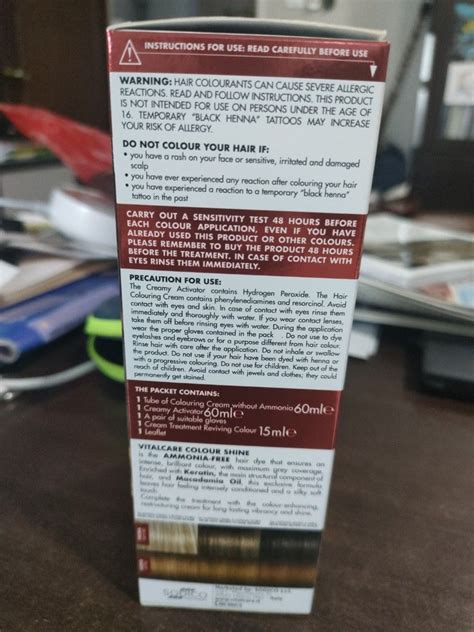 INSTRUCTIONS FOR USE: READ CAREFULLY BEFORE USE
WARNING: HAIR COLOURANTS CAN CAUSE SEVERE ALLERGIC
REACTIONS. READ AND FOLLOW INSTRUCTIONS. THIS PRODUCT
IS NOT INTENDED FOR USE ON PERSONS UNDER THE AGE OF
16. TEMPORARY "BLACK HENNA" TATTOOS MAY INCREASE
YOUR RISK OF ALLERGY.
DO NOT COLOUR YOUR HAIR IF:
• you have a rash on your face or sensitive, irritated and damaged
scalp
• you have ever experienced any reaction after colouring your hair
• you have experienced a reaction to a temporary "black henna"
tattoo in the past
CARRY OUT A SENSITIVITY TEST 48 HOURS BEFORE
EACH COLOUR APPLICATION, EVEN IF YOU HAVE
ALREADY USED THIS PRODUCT OR OTHER COLOURS.
PLEASE REMEMBER TO BUY THE PRODUCT 48 HOURS
BEFORE THE TREATMENT. IN CASE OF CONTACT WITH
EYES RINSE THEM IMMEDIATELY.
PRECAUTION FOR USE:
The Creamy Activator contains Hydrogen Peroxide. The Hair
Colouring Cream contains phenylenediamines and resorcinol. Avoid
contact with eyes and skin. In case of contact with eyes rinse them
immediately and thoroughly with water. If you wear contact lenses,
take them off before rinsing eyes with water. During the application
wear the proper gloves contained in the pack. Do not use to dye
eyelashes and eyebrows or for a purpose different from hair colour.
Rinse hair with care after the application. Do not inhale or swallow
the product. Do not use if your hair have been dyed with henna or
with a progressive colouring. Do not use for children. Keep out of the
reach of children. Avoid contact with jewels and clothes; they could
permanently get stained.
THE PACKET CONTAINS:
1 Tube of Colouring Cream without Ammonia 60ml℮
1 Creamy Activator 60ml℮
1 A pair of suitable gloves
1 Cream Treatment Reviving Colour 15ml℮
1 Leaflet
VITALCARE COLOUR SHINE
is the AMMONIA-FREE hair dye that ensures an
intense, brilliant colour, with maximum grey coverage.
Enriched with Keratin, the main structural component of
hair, and Macadamia Oil, this exclusive formula
leaves hair feeling intensely conditioned and a silky soft
touch.
Complete the treatment with the colour enhancing,
restructuring cream for long lasting vibrancy and shine.
SODICO
Marketed by: SODICO s.r.l.